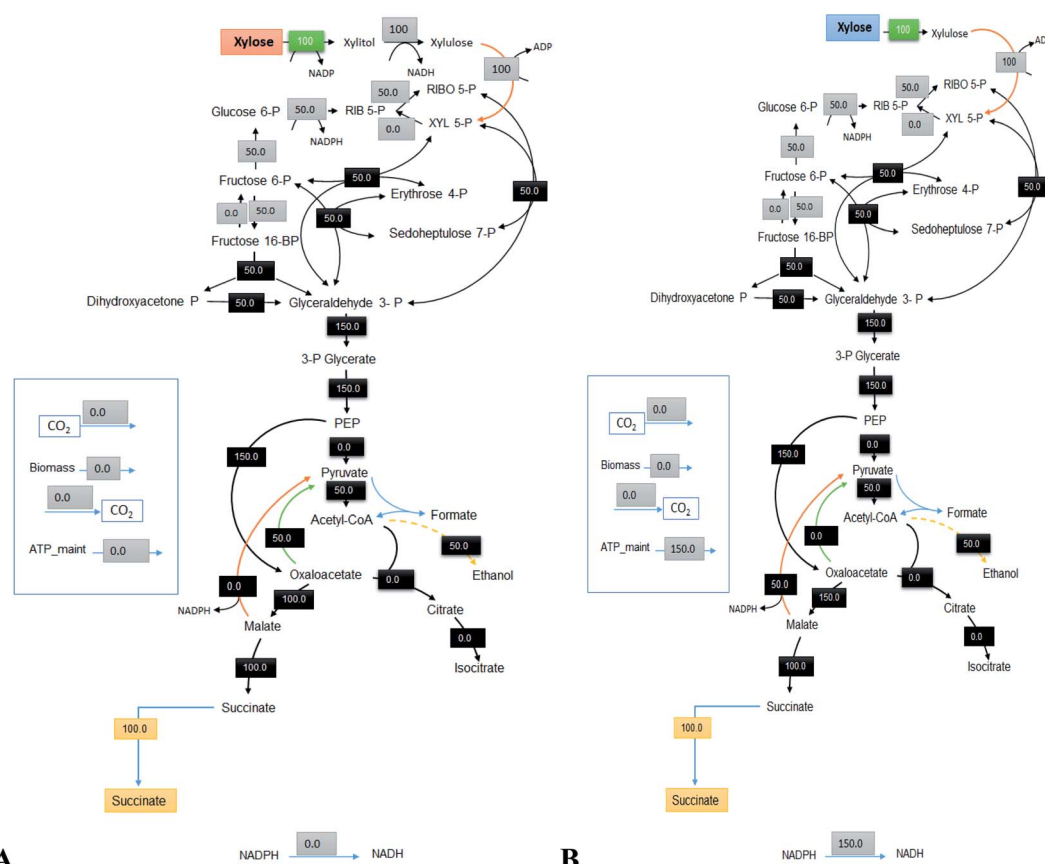 Xylose 100 Xylitol 100 Xylulose
NADP NADH 100 ADP
RIBO 5-P
50.0
Glucose 6-P 50.0 RIB 5-P
NADPH 0.0 XYL 5-P
50.0
Fructose 6-P 50.0 Erythrose 4-P 50.0
0.0 50.0 50.0
Sedoheptulose 7-P
Fructose 16-BP
50.0
Dihydroxyacetone P 50.0 Glyceraldehyde 3- P
150.0
3-P Glycerate
150.0
PEP
150.0 0.0
Pyruvate
50.0
Acetyl-CoA Formate
50.0 50.0
Ethanol
Oxaloacetate 0.0
0.0 100.0
NADPH Citrate
Malate 0.0
100.0 Isocitrate
Succinate
100.0
Succinate
0.0
CO2
Biomass 0.0
0.0
CO2
ATP_maint 0.0
A
NADPH 0.0 NADH
Xylose 100 Xylulose
100
RIBO 5-P
50.0
Glucose 6-P 50.0 RIB 5-P
NADPH 0.0 XYL 5-P
50.0
Fructose 6-P 50.0 Erythrose 4-P 50.0
0.0 50.0 50.0
Sedoheptulose 7-P
Fructose 16-BP
50.0
Dihydroxyacetone P 50.0 Glyceraldehyde 3- P
150.0
3-P Glycerate
150.0
PEP
150.0 0.0
Pyruvate
50.0
Acetyl-CoA Formate
0.0 50.0
Ethanol
Oxaloacetate 0.0
50.0 150.0
NADPH Citrate
Malate 0.0
100.0 Isocitrate
Succinate
100.0
Succinate
0.0
CO2
Biomass 0.0
0.0
CO2
ATP_maint 150.0
B
NADPH 150.0 NADH